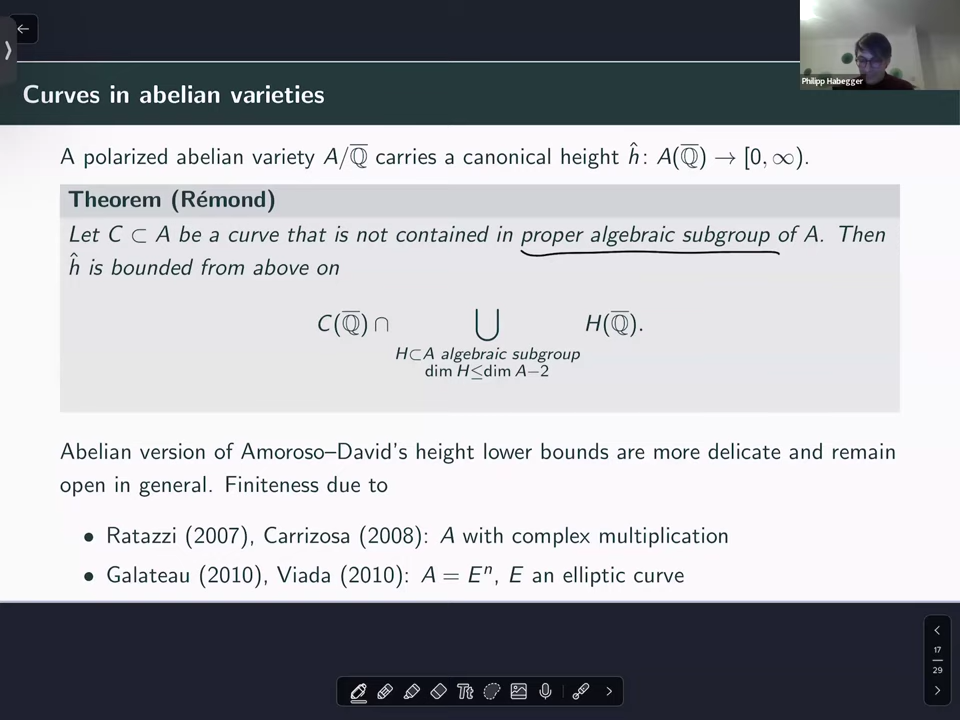 Philipp Habegger
Curves in abelian varieties
A polarized abelian variety A/ℚ̅ carries a canonical height ĥ: A(ℚ̅) → [0, ∞).
Theorem (Rémond)
Let C ⊂ A be a curve that is not contained in proper algebraic subgroup of A. Then
ĥ is bounded from above on
C(ℚ̅) ∩ ⋃ H(ℚ̅).
H⊂A algebraic subgroup
dim H≤dim A−2
Abelian version of Amoroso–David's height lower bounds are more delicate and remain
open in general. Finiteness due to
• Ratazzi (2007), Carrizosa (2008): A with complex multiplication
• Galateau (2010), Viada (2010): A = Eⁿ, E an elliptic curve
17
29
Tt